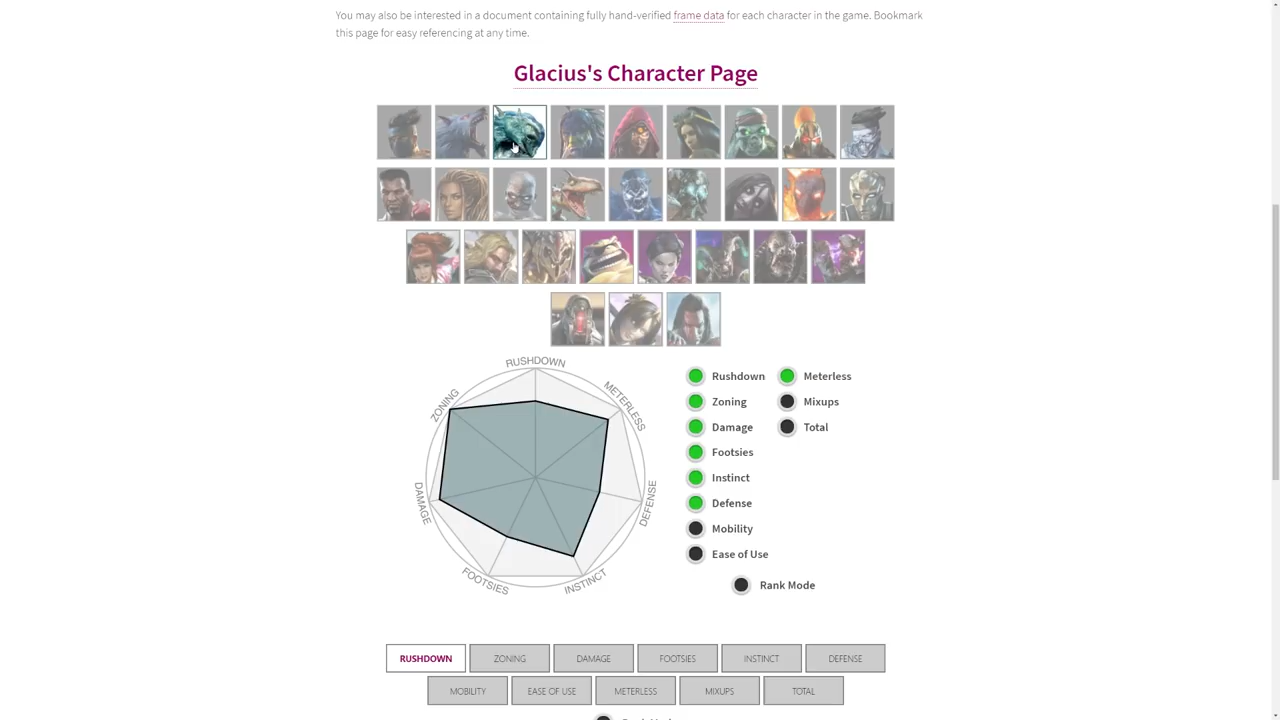 You may also be interested in a document containing fully hand-verified frame data for each character in the game. Bookmark
this page for easy referencing at any time.
Glacius's Character Page
RUSHDOWN
METERLESS
DEFENSE
INSTINCT
FOOTSIES
DAMAGE
ZONING
Rushdown
Meterless
Zoning
Mixups
Damage
Total
Footsies
Instinct
Defense
Mobility
Ease of Use
Rank Mode
RUSHDOWN
ZONING
DAMAGE
FOOTSIES
INSTINCT
DEFENSE
MOBILITY
EASE OF USE
METERLESS
MIXUPS
TOTAL